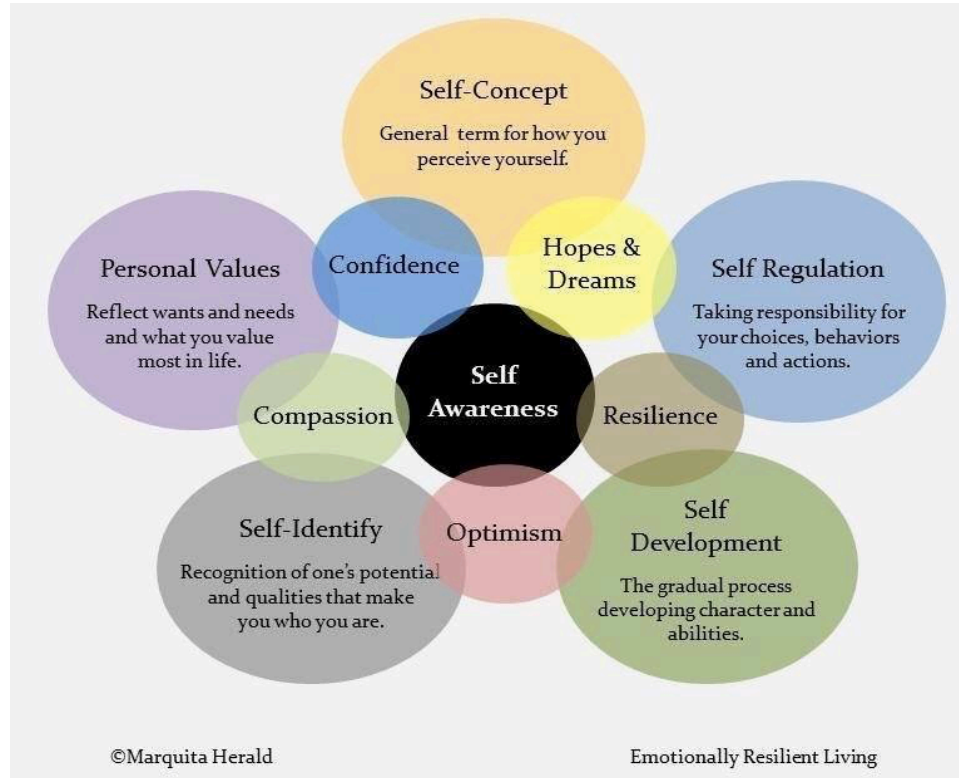 Self-Concept
General term for how you
perceive yourself.
Personal Values
Reflect wants and needs
and what you value
most in life.
Confidence
Hopes &
Dreams
Self Regulation
Taking responsibility for
your choices, behaviors
and actions.
Self
Awareness
Compassion
Resilience
Self-Identify
Recognition of one's potential
and qualities that make
you who you are.
Optimism
Self
Development
The gradual process
developing character and
abilities.
©Marquita Herald
Emotionally Resilient Living